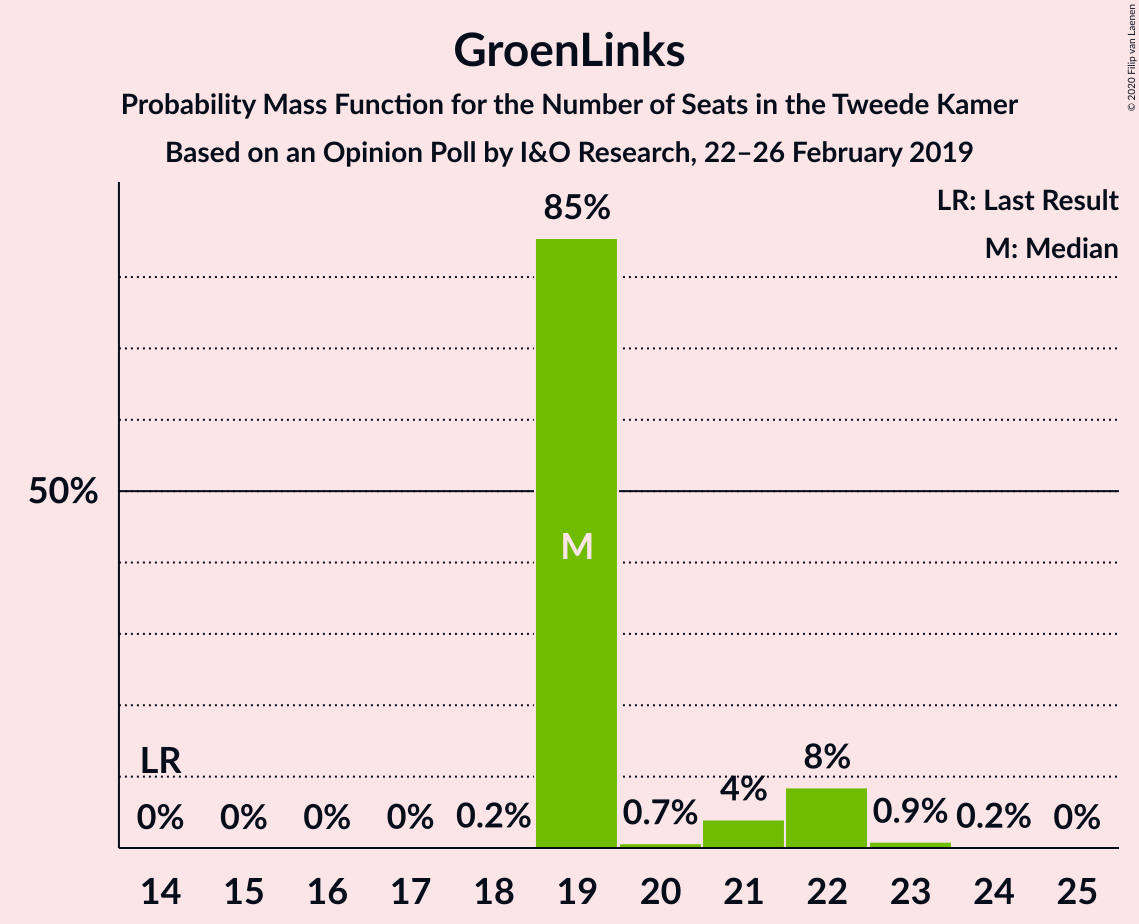 GroenLinks
Probability Mass Function for the Number of Seats in the Tweede Kamer
Based on an Opinion Poll by I&O Research, 22–26 February 2019
© 2020 Filip van Laenen
LR: Last Result
M: Median
85%
50%
M
LR
0% 0% 0% 0% 0.2% 0.7% 4% 8% 0.9% 0.2% 0%
14 15 16 17 18 19 20 21 22 23 24 25